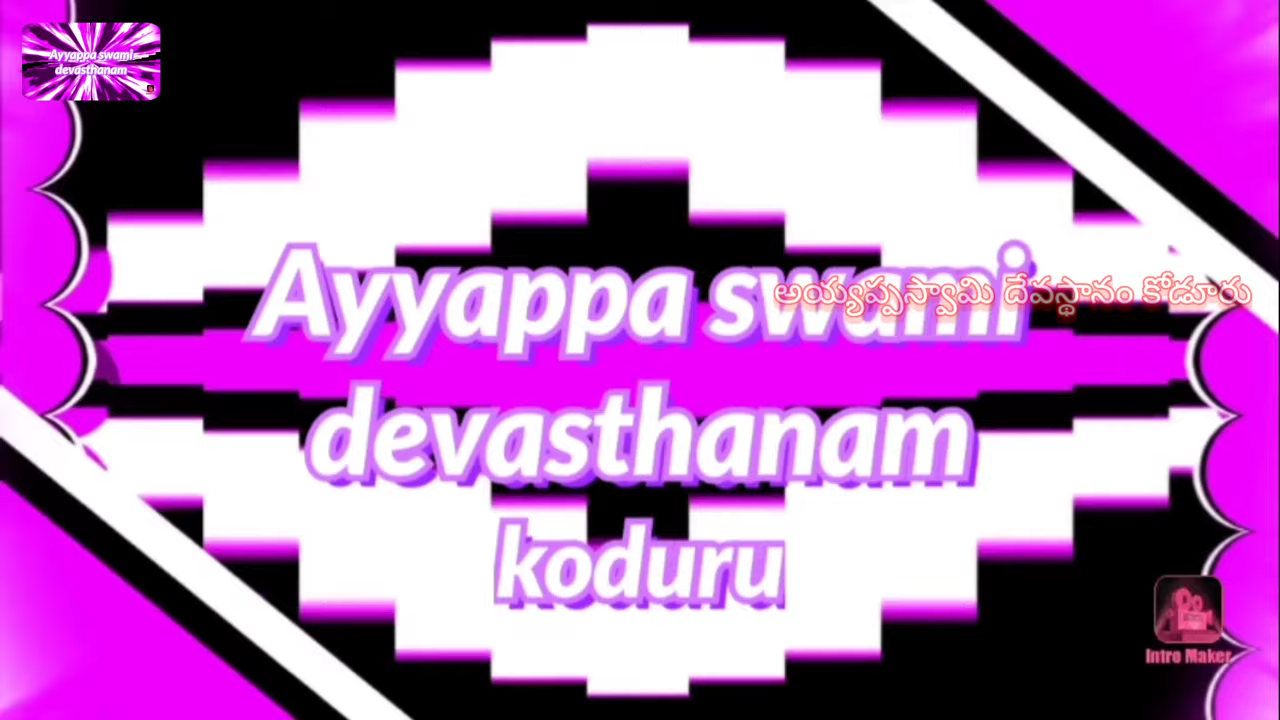 Ayyappa swami
devasthanam
Ayyappa swami
అయ్యప్పస్వామి దేవస్థానం కోడూరు
devasthanam
koduru
Intro Maker